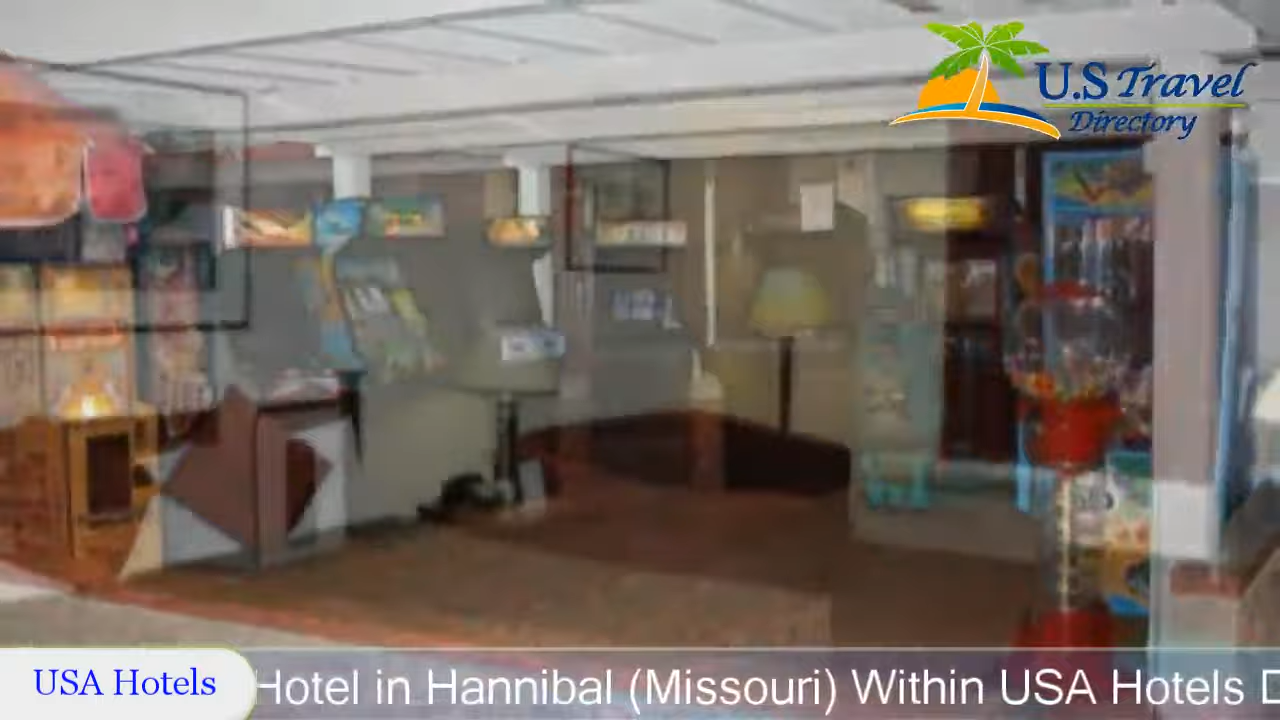 U.S Travel
Directory
USA Hotels
Hotel in Hannibal (Missouri) Within USA Hotels D